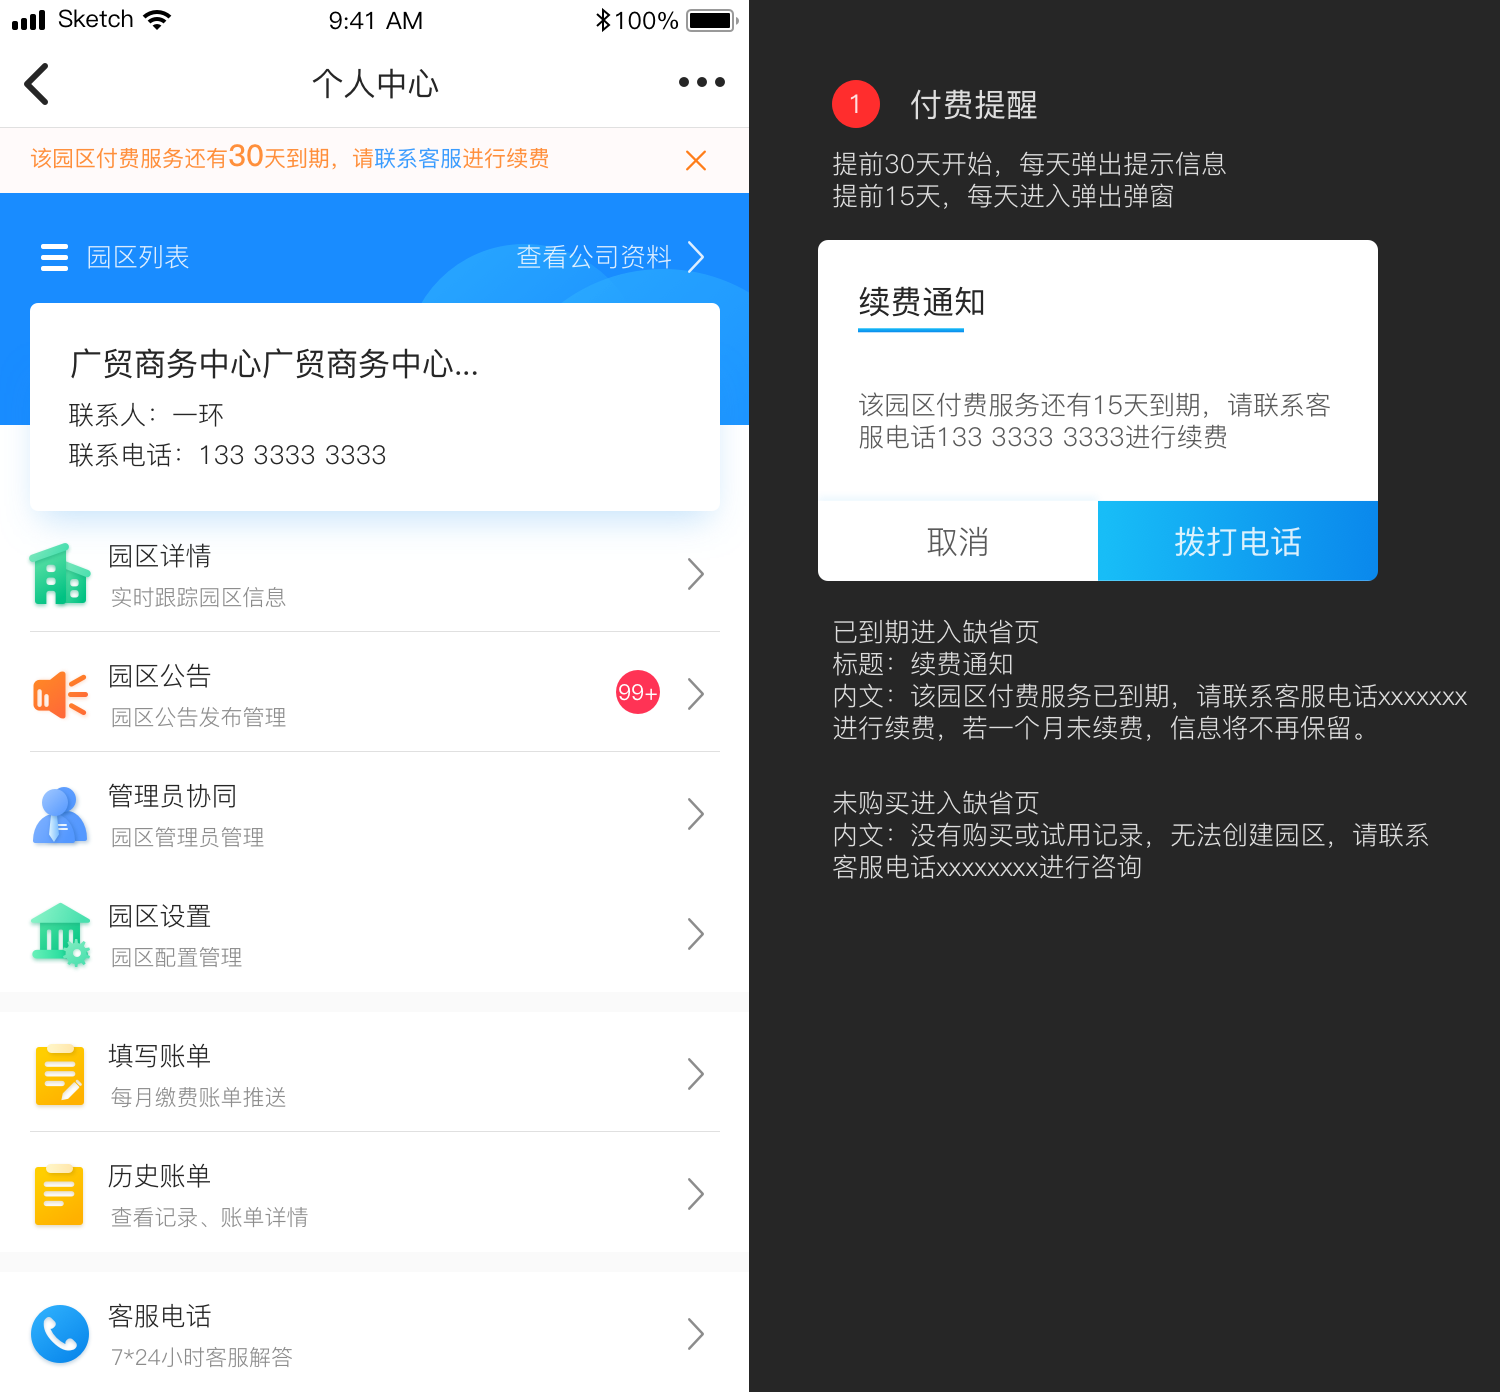 Sketch 9:41 AM 100%
个人中心
该园区付费服务还有30天到期，请联系客服进行续费
园区列表 查看公司资料
广贸商务中心广贸商务中心...
联系人：一环
联系电话：133 3333 3333
园区详情
实时跟踪园区信息
园区公告
99+
园区公告发布管理
管理员协同
园区管理员管理
园区设置
园区配置管理
填写账单
每月缴费账单推送
历史账单
查看记录、账单详情
客服电话
7*24小时客服解答
1 付费提醒
提前30天开始，每天弹出提示信息
提前15天，每天进入弹出弹窗
续费通知
该园区付费服务还有15天到期，请联系客
服电话133 3333 3333进行续费
取消 拨打电话
已到期进入缺省页
标题：续费通知
内文：该园区付费服务已到期，请联系客服电话xxxxxxx
进行续费，若一个月未续费，信息将不再保留。
未购买进入缺省页
内文：没有购买或试用记录，无法创建园区，请联系
客服电话xxxxxxxx进行咨询